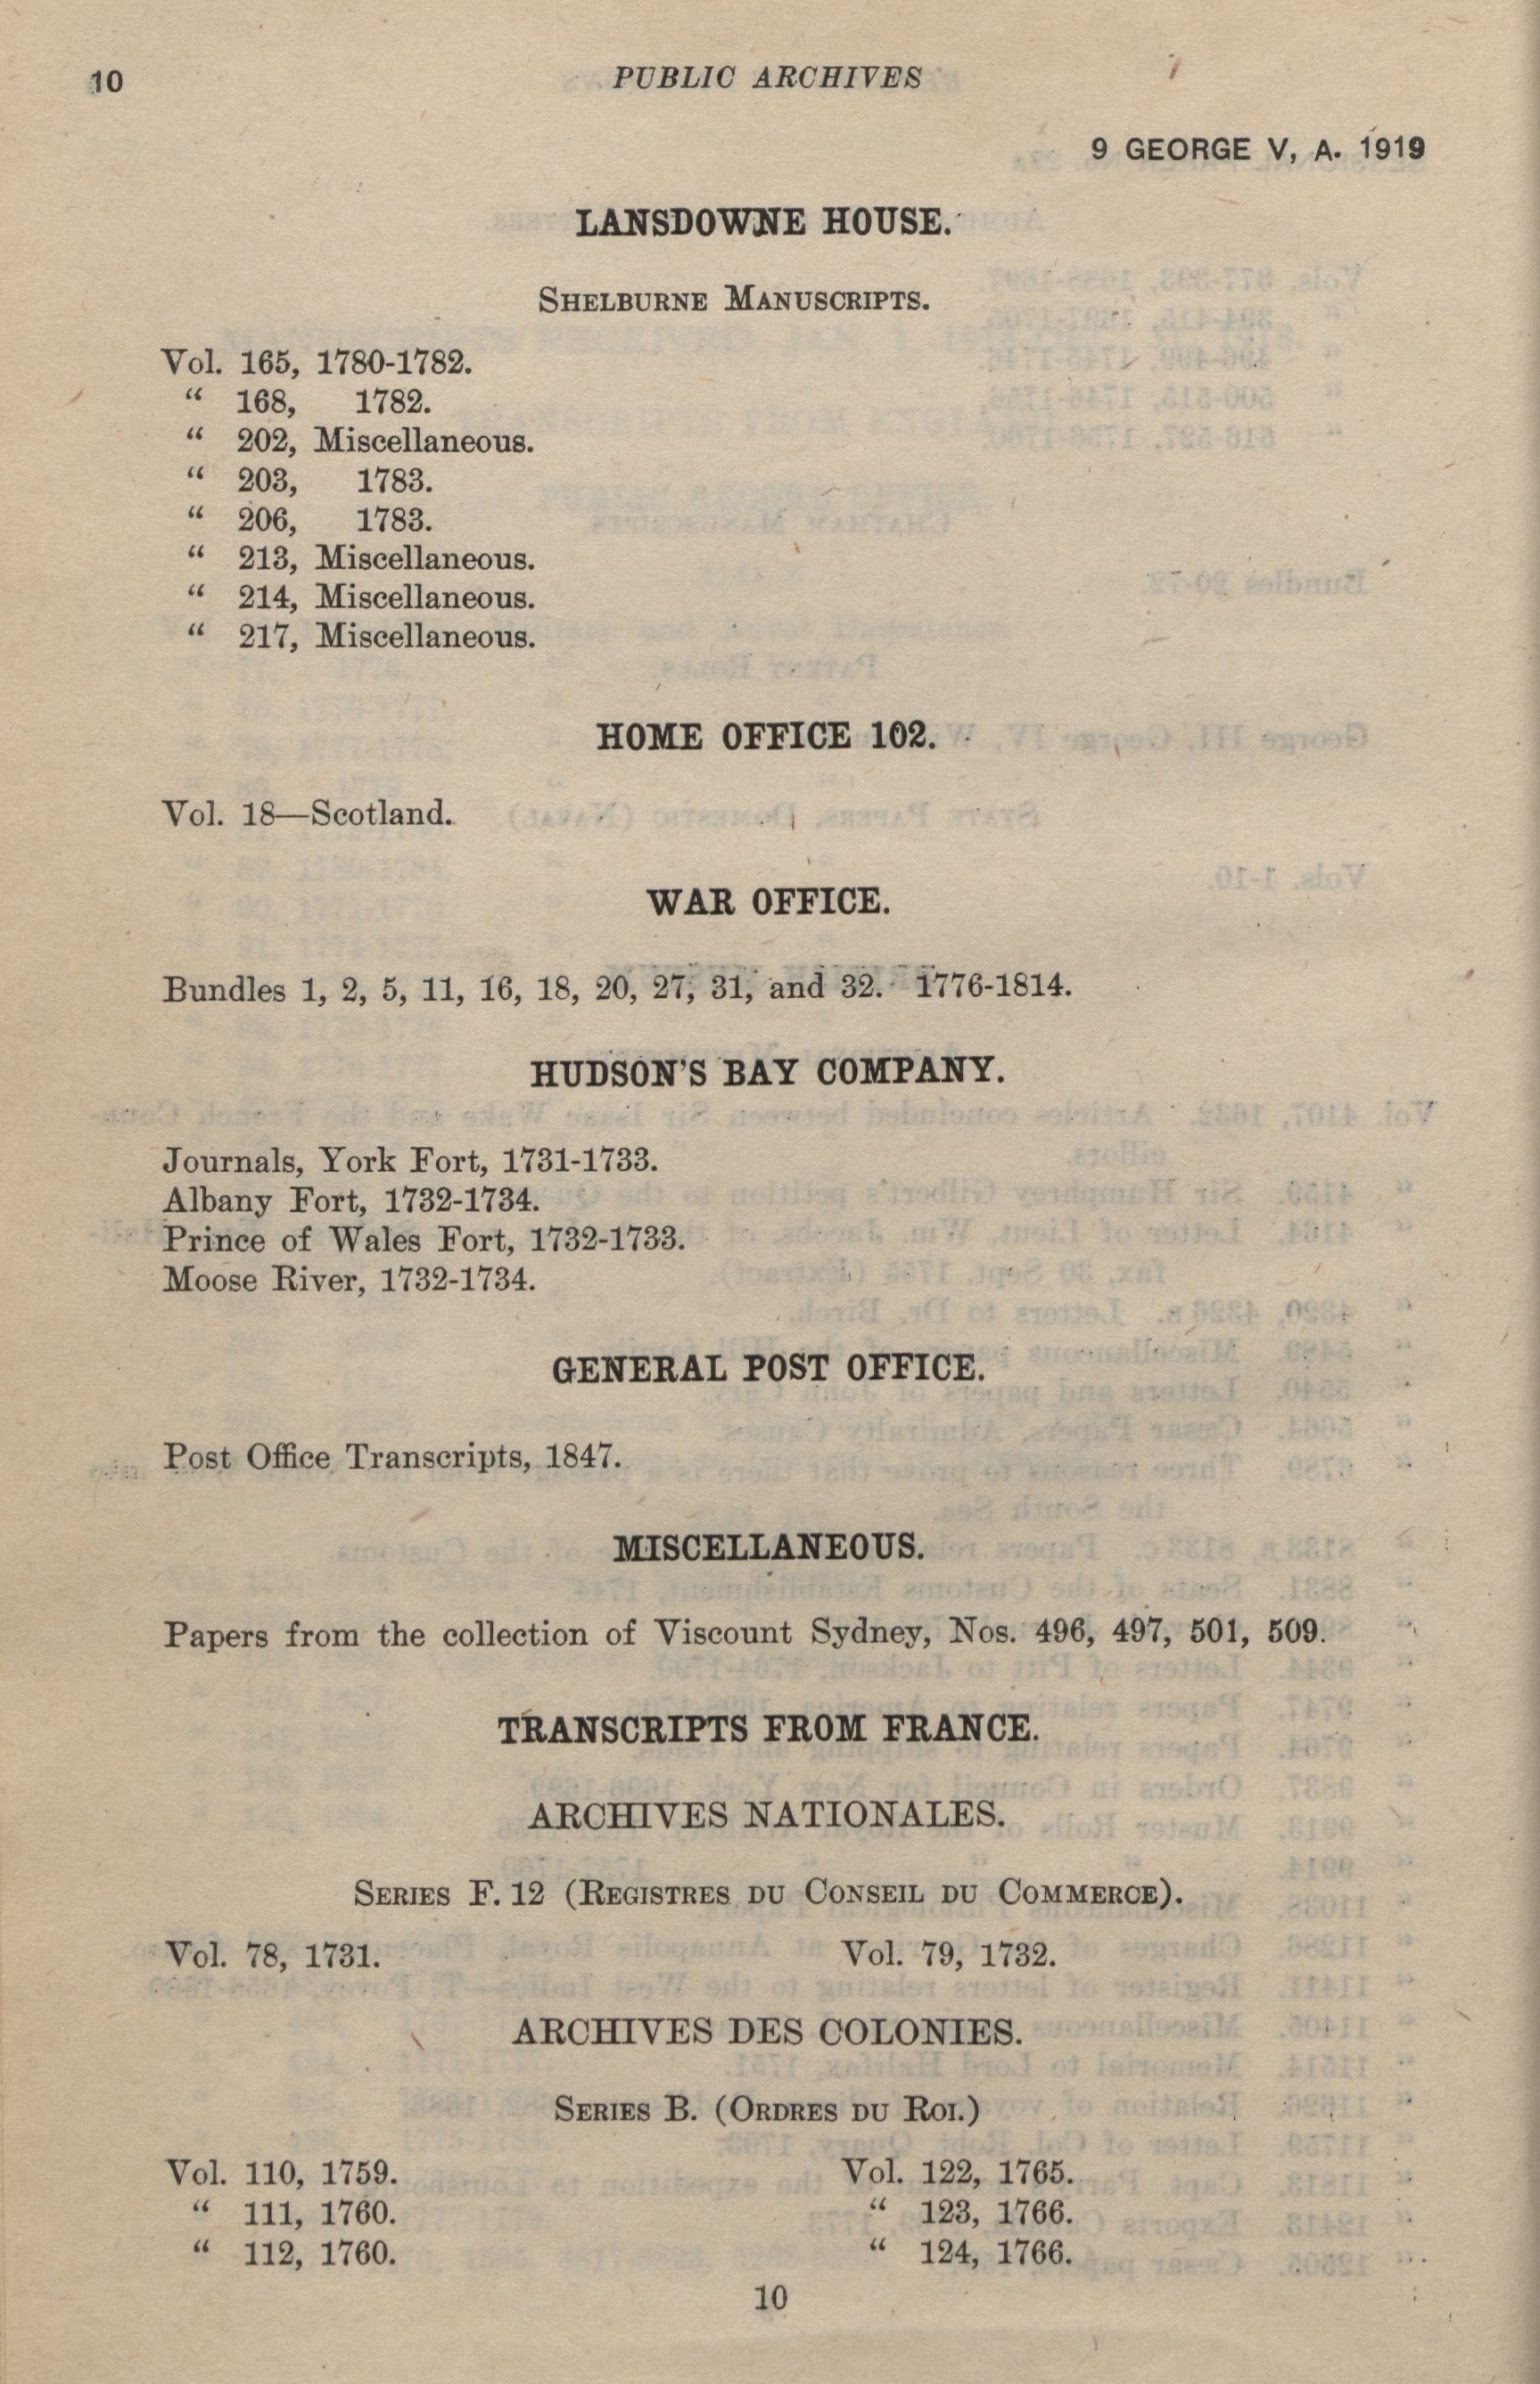 10
PUBLIC ARCHIVES
9 GEORGE V, A. 1919
LANSDOWNE HOUSE.
SHELBURNE MANUSCRIPTS.
Vol. 165, 1780-1782.
“ 168, 1782.
“ 202, Miscellaneous.
“ 203, 1783.
“ 206, 1783.
“ 213, Miscellaneous.
“ 214, Miscellaneous.
“ 217, Miscellaneous.
HOME OFFICE 102.
Vol. 18—Scotland.
WAR OFFICE.
Bundles 1, 2, 5, 11, 16, 18, 20, 27, 31, and 32. 1776-1814.
HUDSON'S BAY COMPANY.
Journals, York Fort, 1731-1733.
Albany Fort, 1732-1734.
Prince of Wales Fort, 1732-1733.
Moose River, 1732-1734.
GENERAL POST OFFICE.
Post Office Transcripts, 1847.
MISCELLANEOUS.
Papers from the collection of Viscount Sydney, Nos. 496, 497, 501, 509.
TRANSCRIPTS FROM FRANCE.
ARCHIVES NATIONALES.
SERIES F. 12 (REGISTRES DU CONSEIL DU COMMERCE).
Vol. 78, 1731. Vol. 79, 1732.
ARCHIVES DES COLONIES.
SERIES B. (ORDRES DU ROI.)
Vol. 110, 1759. Vol. 122, 1765.
“ 111, 1760. “ 123, 1766.
“ 112, 1760. “ 124, 1766.
10